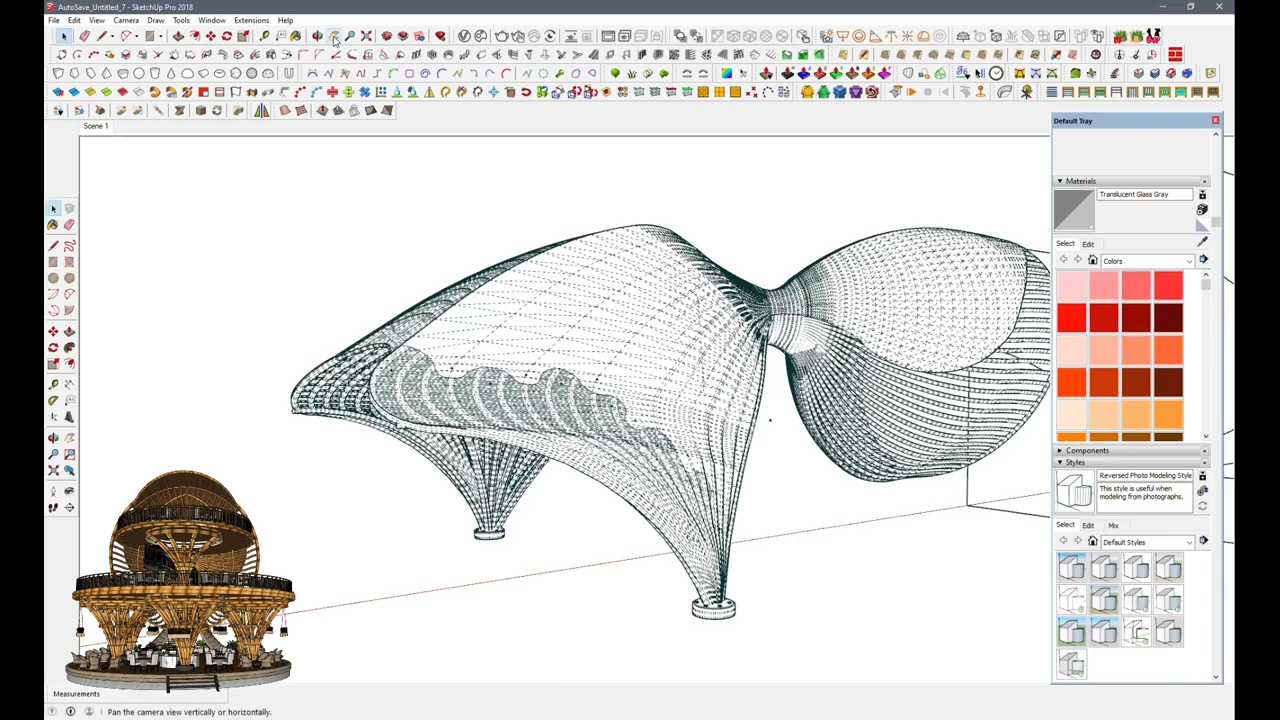 AutoSave_Untitled_7 - SketchUp Pro 2018
File Edit View Camera Draw Tools Window Extensions Help
Scene 1
Default Tray
Materials
Translucent Glass Gray
Select Edit
Colors
Components
Styles
Reversed Photo Modeling Style
This style is useful when
modeling from photographs.
Select Edit Mix
Default Styles
Measurements
Pan the camera view vertically or horizontally.